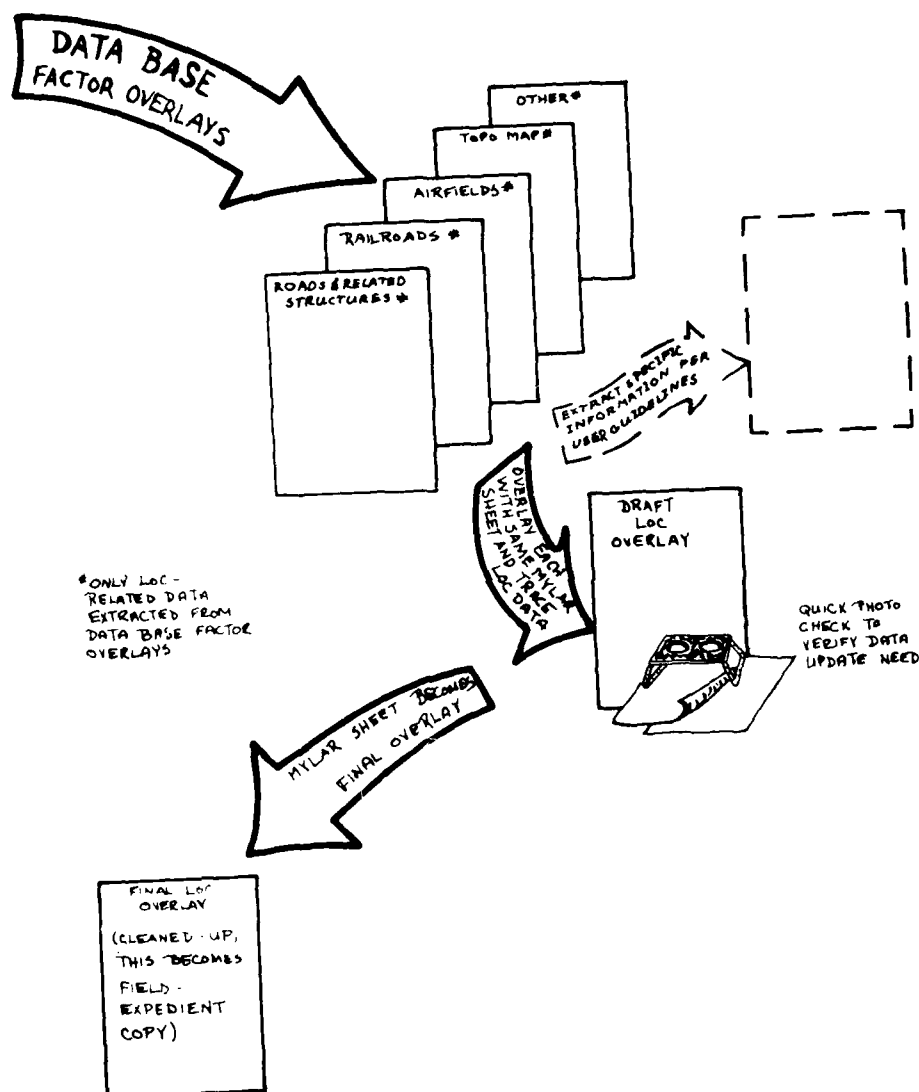 DATA BASE
FACTOR OVERLAYS
OTHER*
TOPO MAP*
AIRFIELDS*
RAILROADS *
ROADS & RELATED
STRUCTURES *
EXTRACT SPECIFIC
INFORMATION PER
USER GUIDELINES
OVERLAY EACH
WITH SAME MYLAR
SHEET AND TRACE
LOC DATA
DRAFT
LOC
OVERLAY
*ONLY LOC-
RELATED DATA
EXTRACTED FROM
DATA BASE FACTOR
OVERLAYS
QUICK PHOTO
CHECK TO
VERIFY DATA
UPDATE NEED
MYLAR SHEET BECOMES
FINAL OVERLAY
FINAL LOC
OVERLAY
(CLEANED-UP,
THIS BECOMES
FIELD-
EXPEDIENT
COPY)